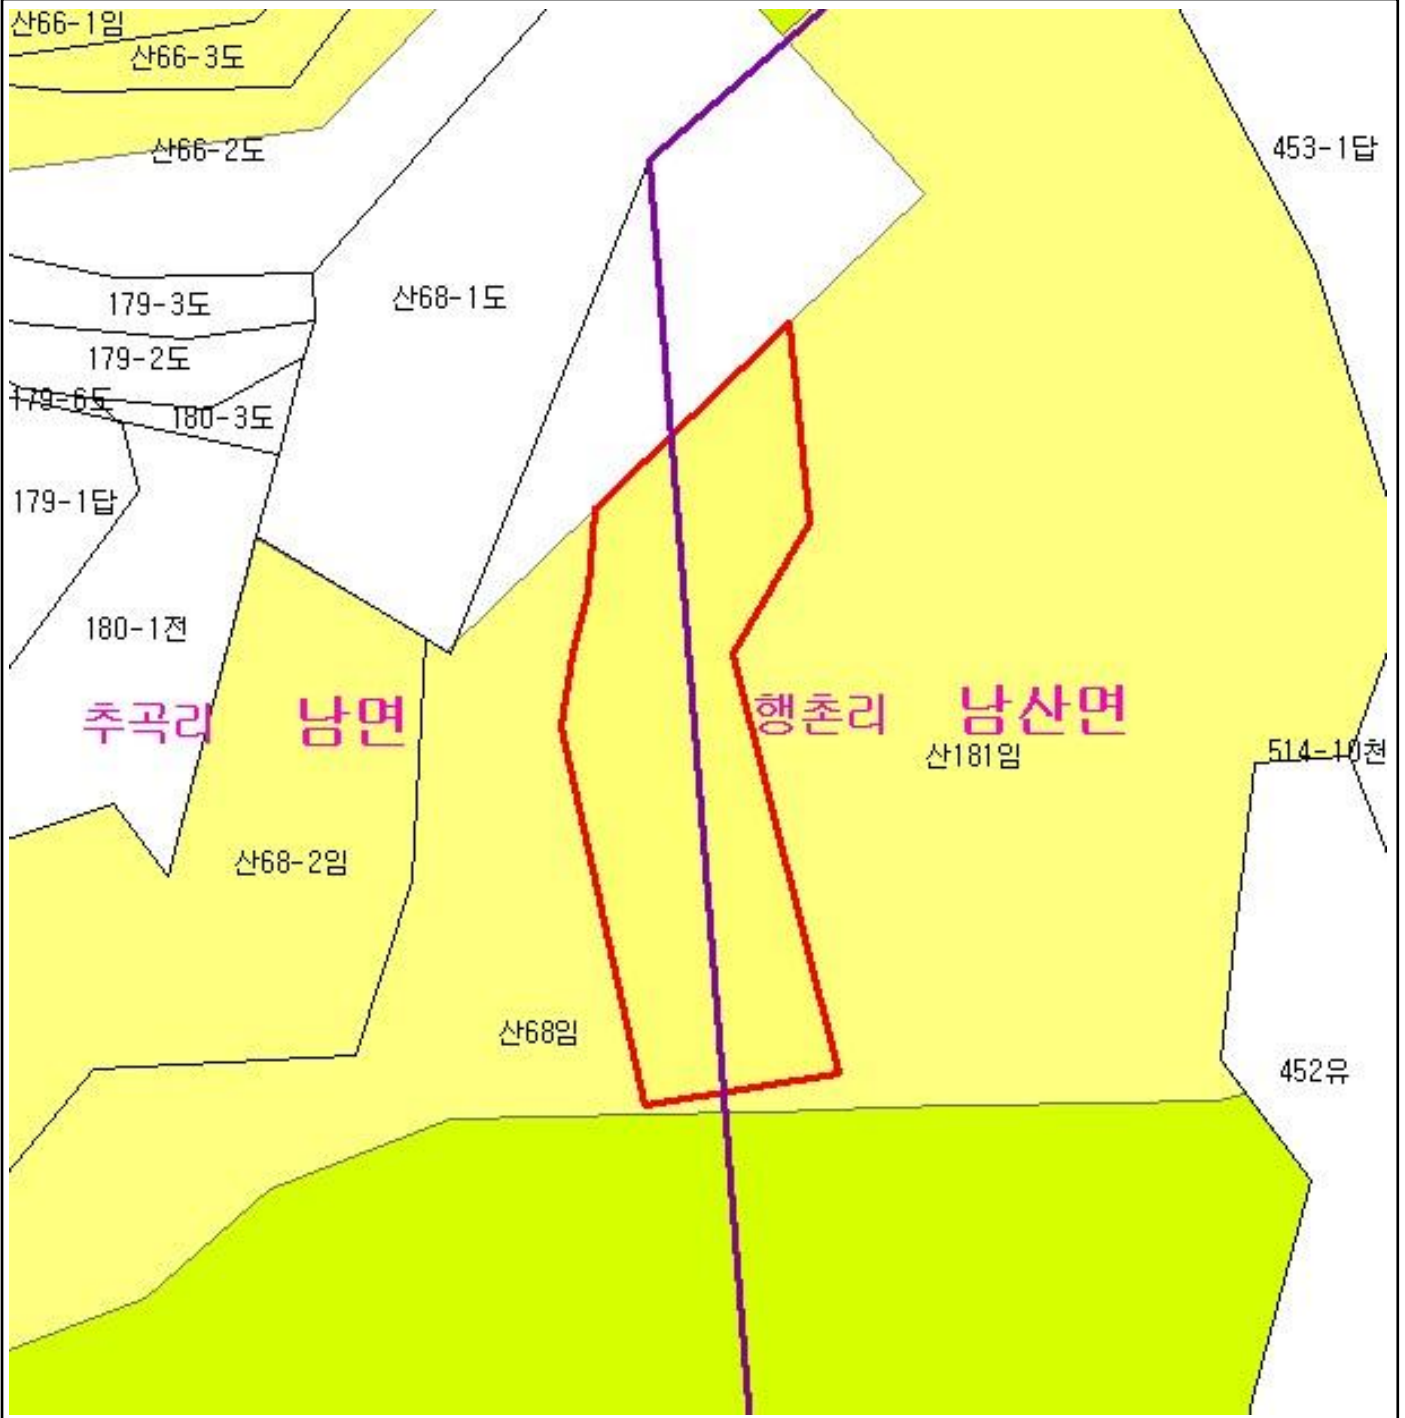 산66-1임
산66-3도
산66-2도
453-1답
179-3도
산68-1도
179-2도
179-6도
180-3도
179-1답
180-1전
추곡리 남면 행촌리 남산면
산181임
514-10천
산68-2임
산68임
452유